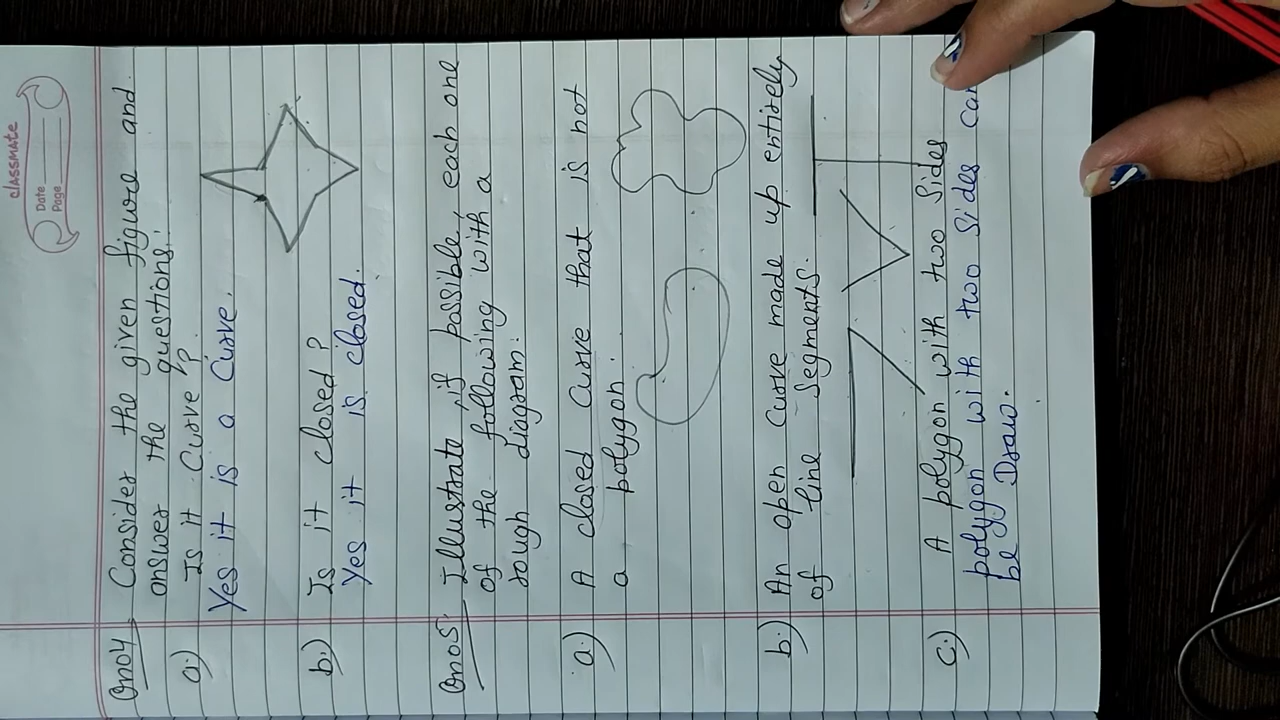 classmate
Date
Page
Qno4. Consider the given figure and
answer the questions:
a.) Is it Curve ?
Yes it is a Curve.
b.) Is it closed ?
Yes it is closed.
Qno5. Illustrate, if possible, each one
of the following with a
rough diagram:
a.) A closed Curve that is not
a polygon.
b.) An open Curve made up entirely
of line segments.
c.) A polygon with two sides
polygon with two sides can
be Draw.